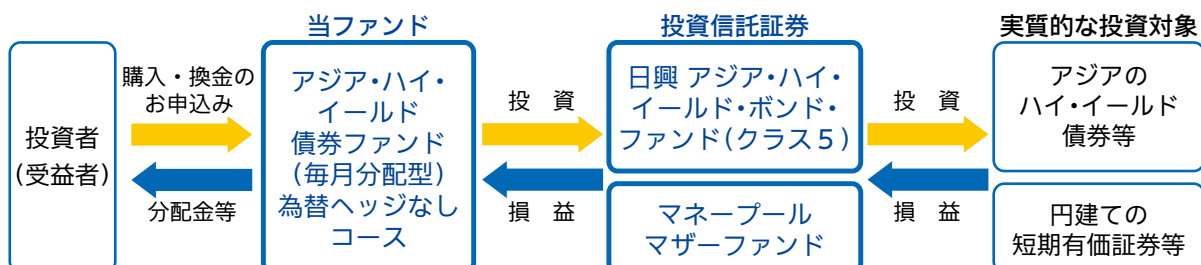 当ファンド
投資信託証券
実質的な投資対象
投資者
(受益者)
購入・換金の
お申込み
分配金等
アジア・ハイ・
イールド
債券ファンド
(毎月分配型)
為替ヘッジなし
コース
投 資
損 益
日興 アジア・ハイ・
イールド・ボンド・
ファンド(クラス5)
マネープール
マザーファンド
投 資
損 益
アジアの
ハイ・イールド
債券等
円建ての
短期有価証券等